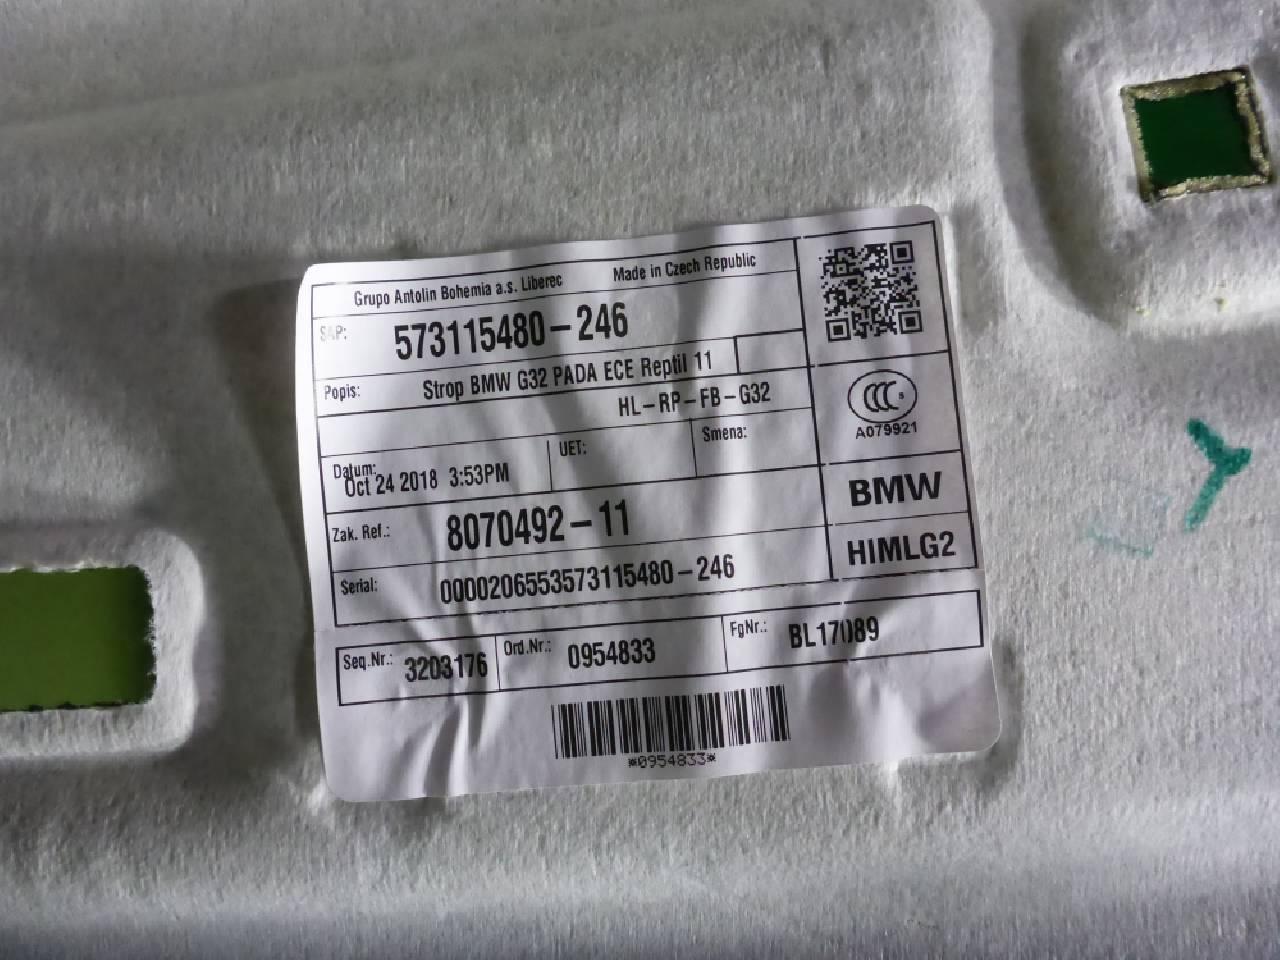 Grupo Antolin Bohemia a.s. Liberec Made in Czech Republic
SAP: 573115480-246
Popis: Strop BMW G32 PADA ECE Reptil 11
HL-RP-FB-G32
CCC S
A079921
Datum: Oct 24 2018 3:53PM UET: Smena:
BMW
Zak. Ref.: 8070492-11
HIMLG2
Serial: 0000206553573115480-246
Seq.Nr.: 3203176 Ord.Nr.: 0954833 FgNr.: BL17089
*0954833*